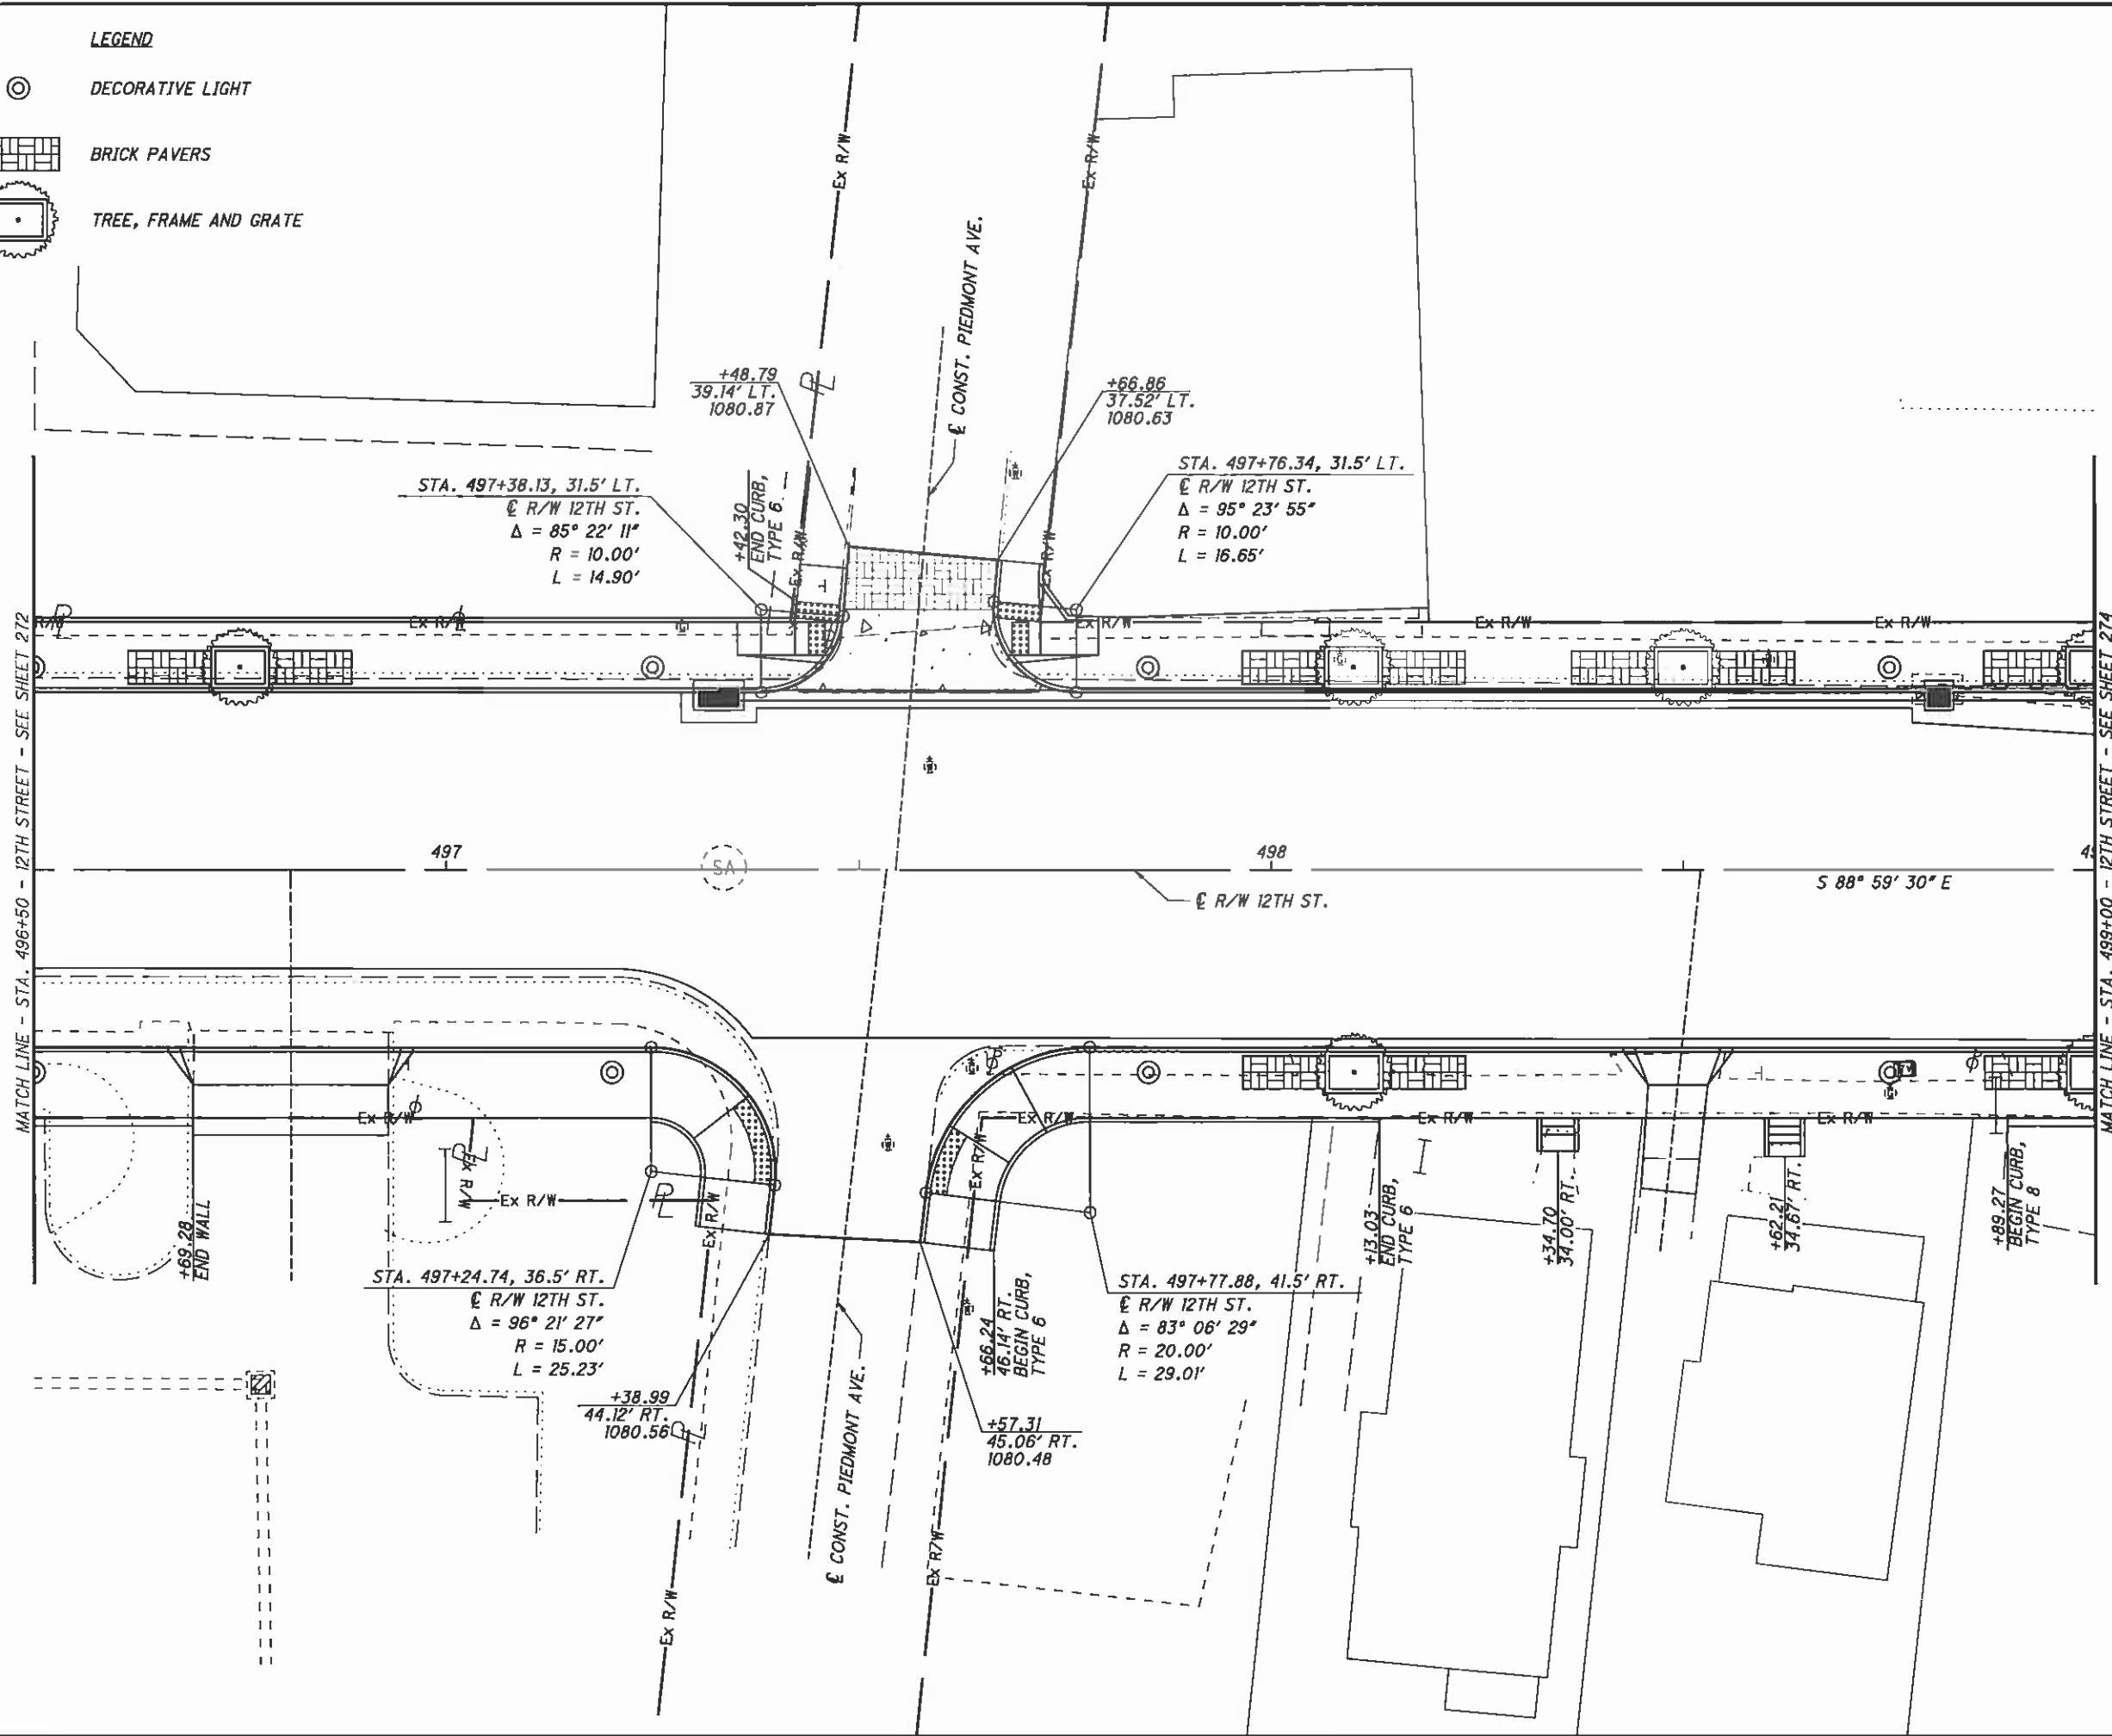 LEGEND
DECORATIVE LIGHT
BRICK PAVERS
TREE, FRAME AND GRATE
Ex R/W
Ex R/W
℄ CONST. PIEDMONT AVE.
+48.79
39.14' LT.
1080.87
+66.86
37.52' LT.
1080.63
STA. 497+38.13, 31.5' LT.
℄ R/W 12TH ST.
Δ = 85° 22' 11"
R = 10.00'
L = 14.90'
+42.30
END CURB,
TYPE 6
Ex R/W
Ex R/W
STA. 497+76.34, 31.5' LT.
℄ R/W 12TH ST.
Δ = 95° 23' 55"
R = 10.00'
L = 16.65'
R/W
Ex R/W
Ex R/W
Ex R/W
Ex R/W
MATCH LINE - STA. 496+50 - 12TH STREET - SEE SHEET 272
MATCH LINE - STA. 499+00 - 12TH STREET - SEE SHEET 274
497
SA
498
49
℄ R/W 12TH ST.
S 88° 59' 30" E
Ex R/W
Ex R/W
Ex R/W
Ex R/W
Ex R/W
Ex R/W
Ex R/W
Ex R/W
+69.28
END WALL
STA. 497+24.74, 36.5' RT.
℄ R/W 12TH ST.
Δ = 96° 21' 27"
R = 15.00'
L = 25.23'
+38.99
44.12' RT.
1080.56
+66.24
46.14' RT.
BEGIN CURB,
TYPE 6
STA. 497+77.88, 41.5' RT.
℄ R/W 12TH ST.
Δ = 83° 06' 29"
R = 20.00'
L = 29.01'
+57.31
45.06' RT.
1080.48
+13.03
END CURB,
TYPE 6
+34.70
34.00' RT.
+62.21
34.67' RT.
+89.27
BEGIN CURB,
TYPE 8
℄ CONST. PIEDMONT AVE.
Ex R/W
Ex R/W